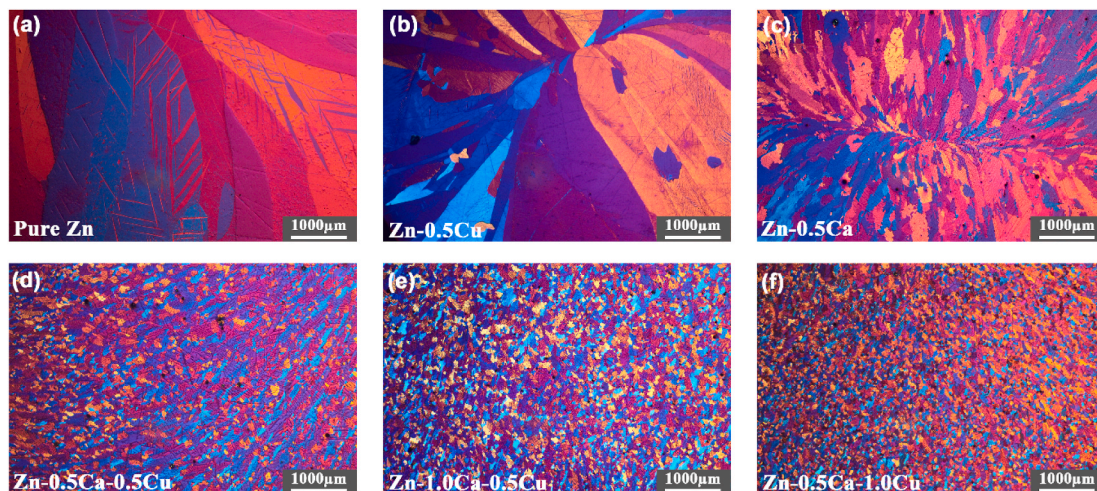 (a)
Pure Zn
1000μm
(b)
Zn-0.5Cu
1000μm
(c)
Zn-0.5Ca
1000μm
(d)
Zn-0.5Ca-0.5Cu
1000μm
(e)
Zn-1.0Ca-0.5Cu
1000μm
(f)
Zn-0.5Ca-1.0Cu
1000μm